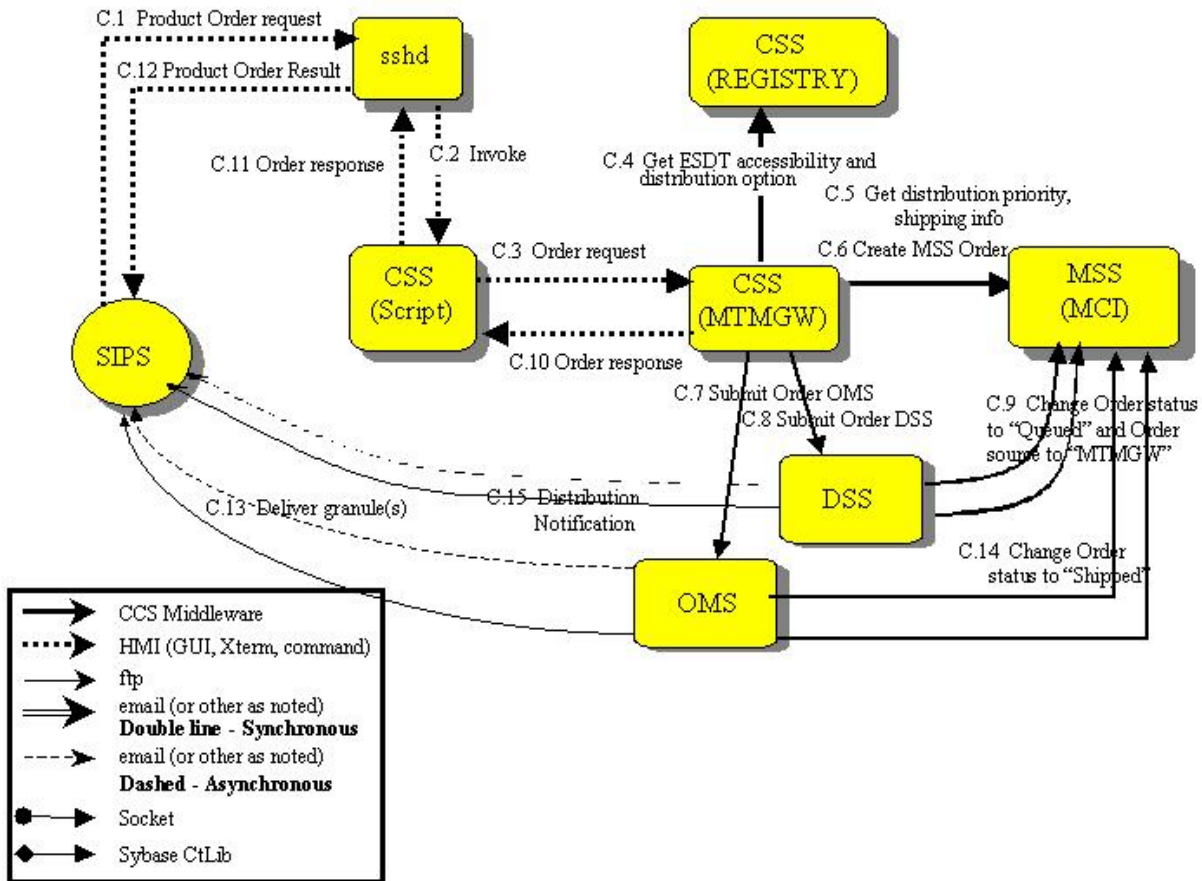 C.1 Product Order request
sshd
CSS
(REGISTRY)
C.12 Product Order Result
C.11 Order response
C.2 Invoke
C.4 Get ESDT accessibility and
distribution option
C.5 Get distribution priority,
shipping info
C.6 Create MSS Order
CSS
(Script)
C.3 Order request
CSS
(MTMGW)
MSS
(MCI)
C.10 Order response
SIPS
C.7 Submit Order OMS
C.8 Submit Order DSS
C.9 Change Order status
to “Queued” and Order
source to “MTMGW”
DSS
C.13 Deliver granule(s)
C.15 Distribution
Notification
C.14 Change Order
status to “Shipped”
OMS
CCS Middleware
HMI (GUI, Xterm, command)
ftp
email (or other as noted)
Double line - Synchronous
email (or other as noted)
Dashed - Asynchronous
Socket
Sybase CtLib